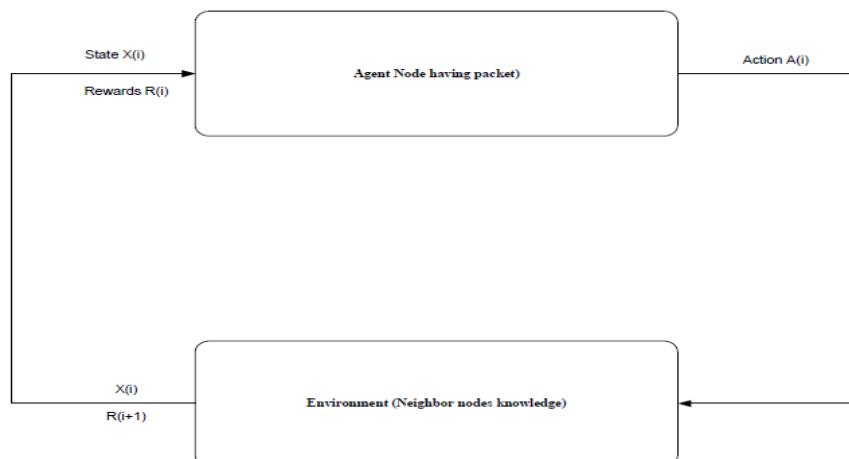 State X(i)
Rewards R(i)
Agent Node having packet)
Action A(i)
X(i)
R(i+1)
Environment (Neighbor nodes knowledge)